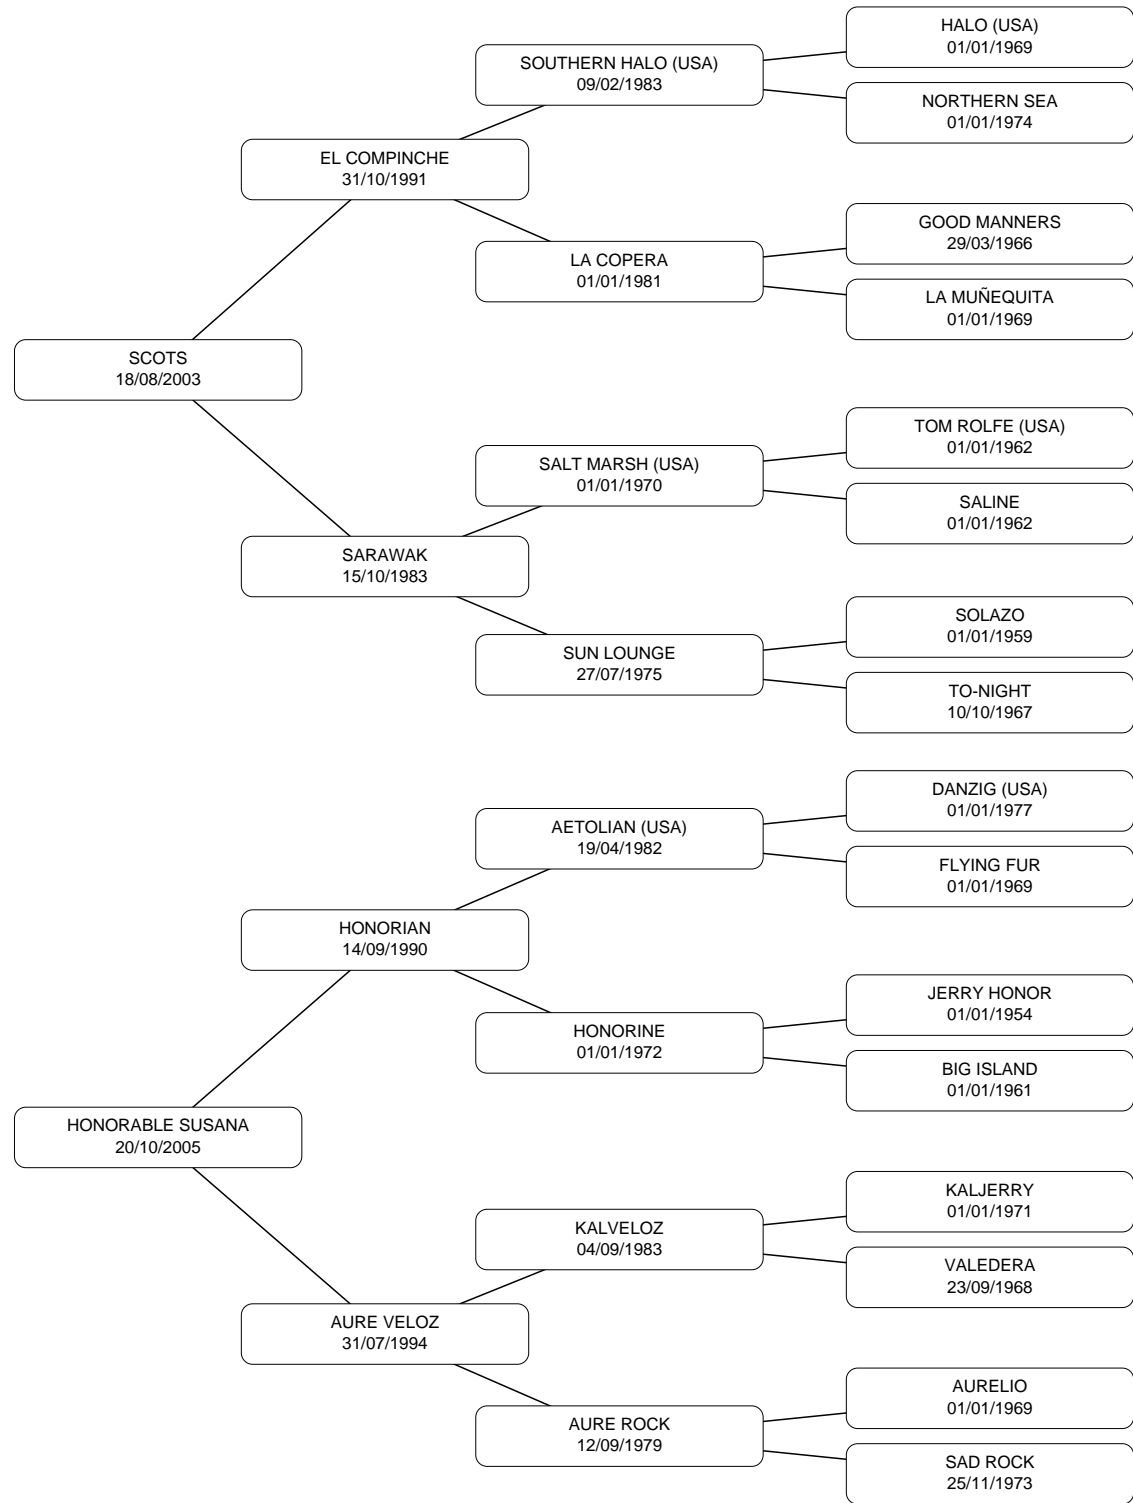 HALO (USA)
01/01/1969
SOUTHERN HALO (USA)
09/02/1983
NORTHERN SEA
01/01/1974
EL COMPINCHE
31/10/1991
GOOD MANNERS
29/03/1966
LA COPERA
01/01/1981
LA MUÑEQUITA
01/01/1969
SCOTS
18/08/2003
TOM ROLFE (USA)
01/01/1962
SALT MARSH (USA)
01/01/1970
SALINE
01/01/1962
SARAWAK
15/10/1983
SOLAZO
01/01/1959
SUN LOUNGE
27/07/1975
TO-NIGHT
10/10/1967
DANZIG (USA)
01/01/1977
AETOLIAN (USA)
19/04/1982
FLYING FUR
01/01/1969
HONORIAN
14/09/1990
JERRY HONOR
01/01/1954
HONORINE
01/01/1972
BIG ISLAND
01/01/1961
HONORABLE SUSANA
20/10/2005
KALJERRY
01/01/1971
KALVELOZ
04/09/1983
VALEDERA
23/09/1968
AURE VELOZ
31/07/1994
AURELIO
01/01/1969
AURE ROCK
12/09/1979
SAD ROCK
25/11/1973